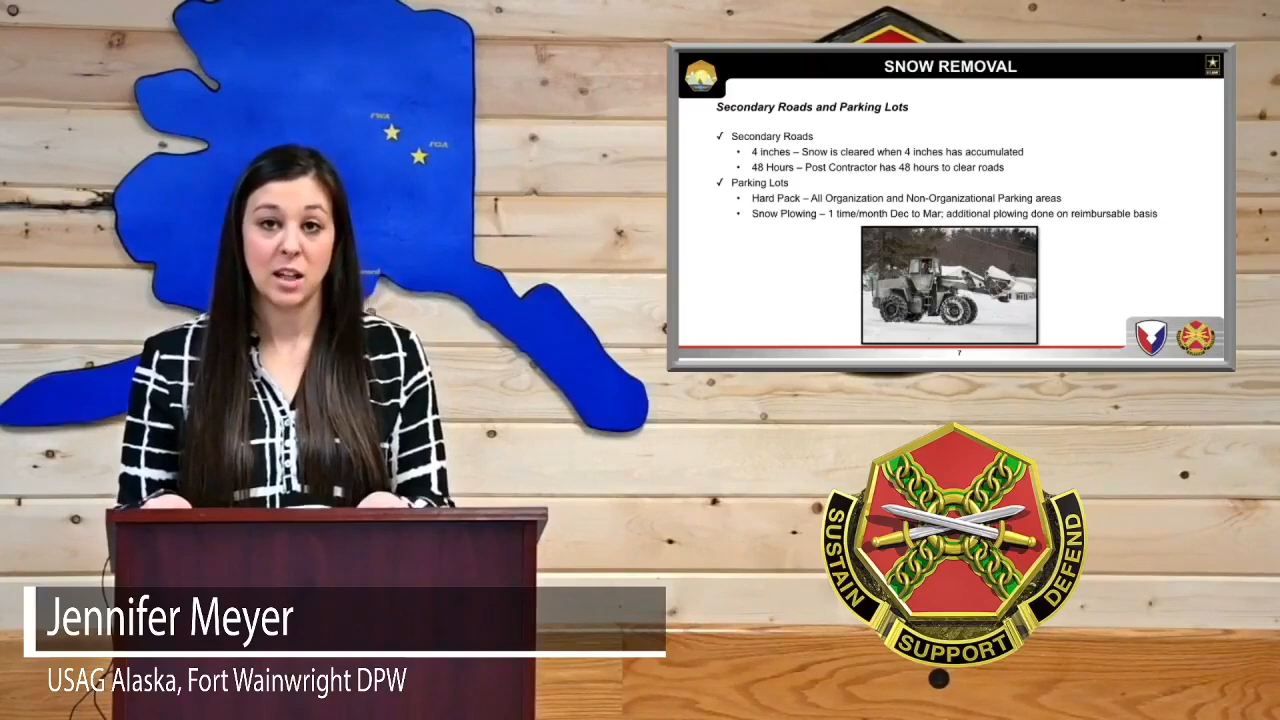 FWA
FGA
SNOW REMOVAL
Secondary Roads and Parking Lots
✓ Secondary Roads
• 4 inches – Snow is cleared when 4 inches has accumulated
• 48 Hours – Post Contractor has 48 hours to clear roads
✓ Parking Lots
• Hard Pack – All Organization and Non-Organizational Parking areas
• Snow Plowing – 1 time/month Dec to Mar; additional plowing done on reimbursable basis
7
SUSTAIN
SUPPORT
DEFEND
Jennifer Meyer
USAG Alaska, Fort Wainwright DPW